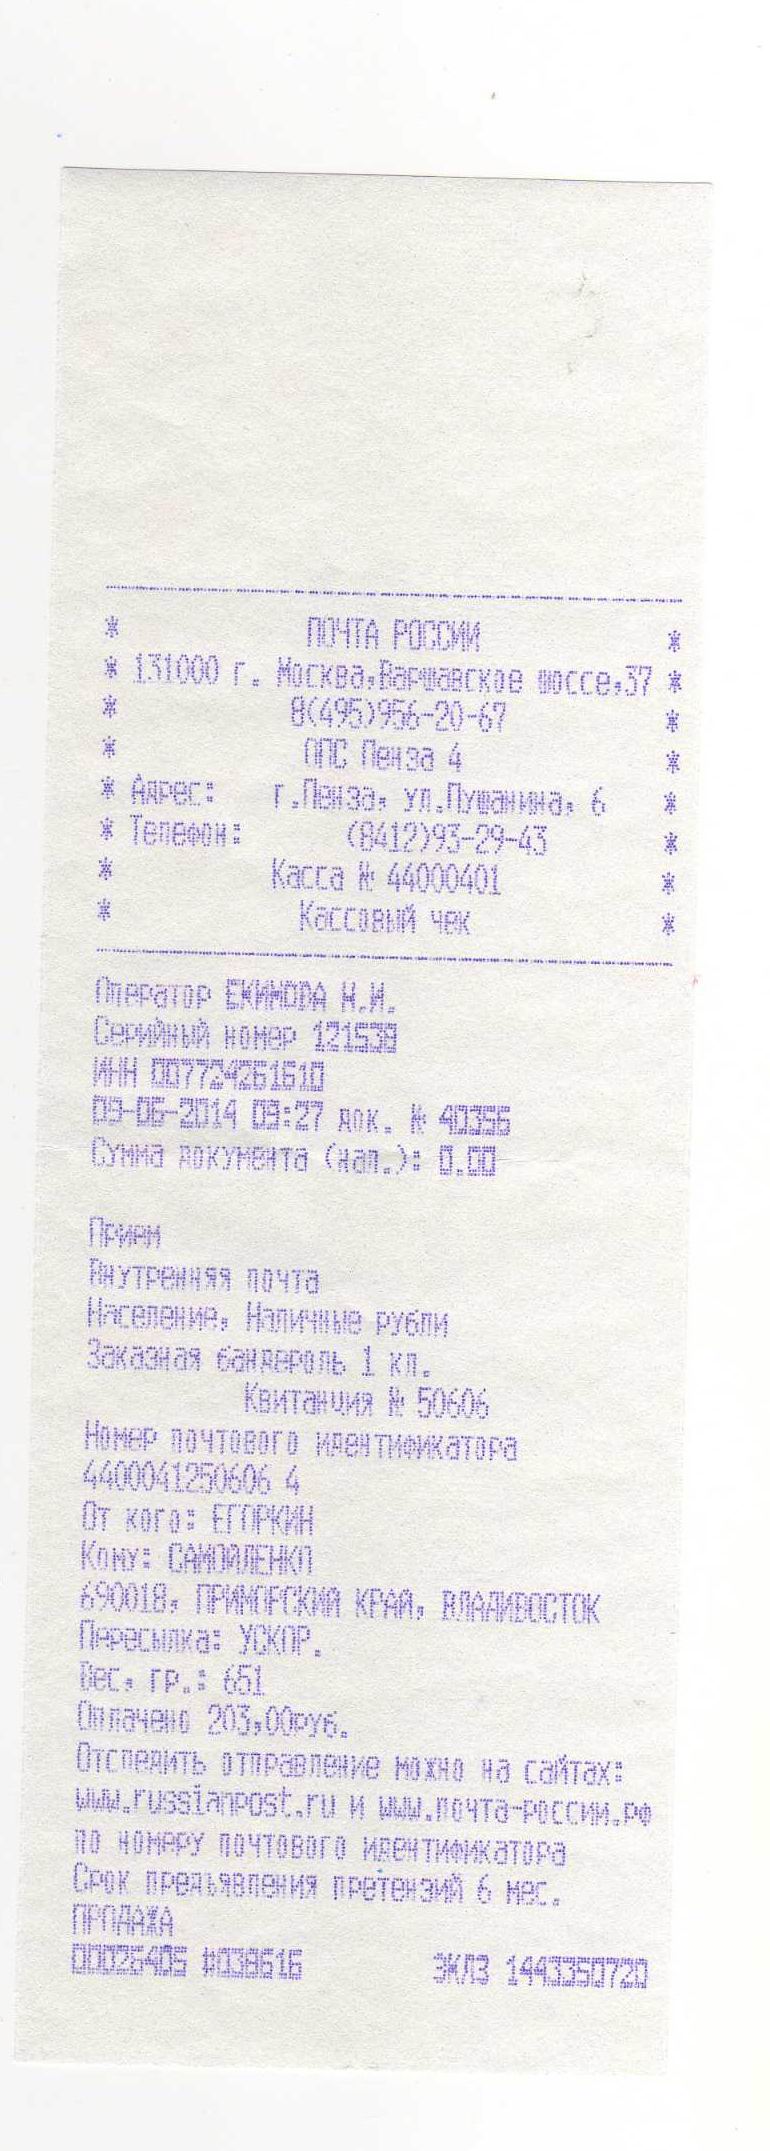 * ПОЧТА РОССИИ *
* 131000 г. Москва,Варшавское шоссе,37 *
* 8(495)956-20-67 *
* ОПС Пенза 4 *
* Адрес: г.Пенза, ул.Пушанина, 6 *
* Телефон: (8412)93-29-43 *
* Касса № 44000401 *
* Кассовый чек *
Оператор ЕКИМОВА Н.И.
Серийный номер 121538
ИНН 007724261610
09-06-2014 09:27 док. № 40356
Сумма документа (нал.): 0.00
Прием
Внутренняя почта
Население, Наличные рубли
Заказная бандероль 1 кл.
Квитанция № 50606
Номер почтового идентификатора
4400041250606 4
От кого: ЕГОРКИН
Кому: САМОЙЛЕНКО
690018, ПРИМОРСКИЙ КРАЙ, ВЛАДИВОСТОК
Пересылка: УСКОР.
Вес, гр.: 651
Оплачено 203,00руб.
Отследить отправление можно на сайтах:
www.russianpost.ru и www.почта-россии.рф
по номеру почтового идентификатора
Срок предъявления претензий 6 мес.
ПРОДАЖА
00026405 #038616 ЭКЛЗ 1443350720